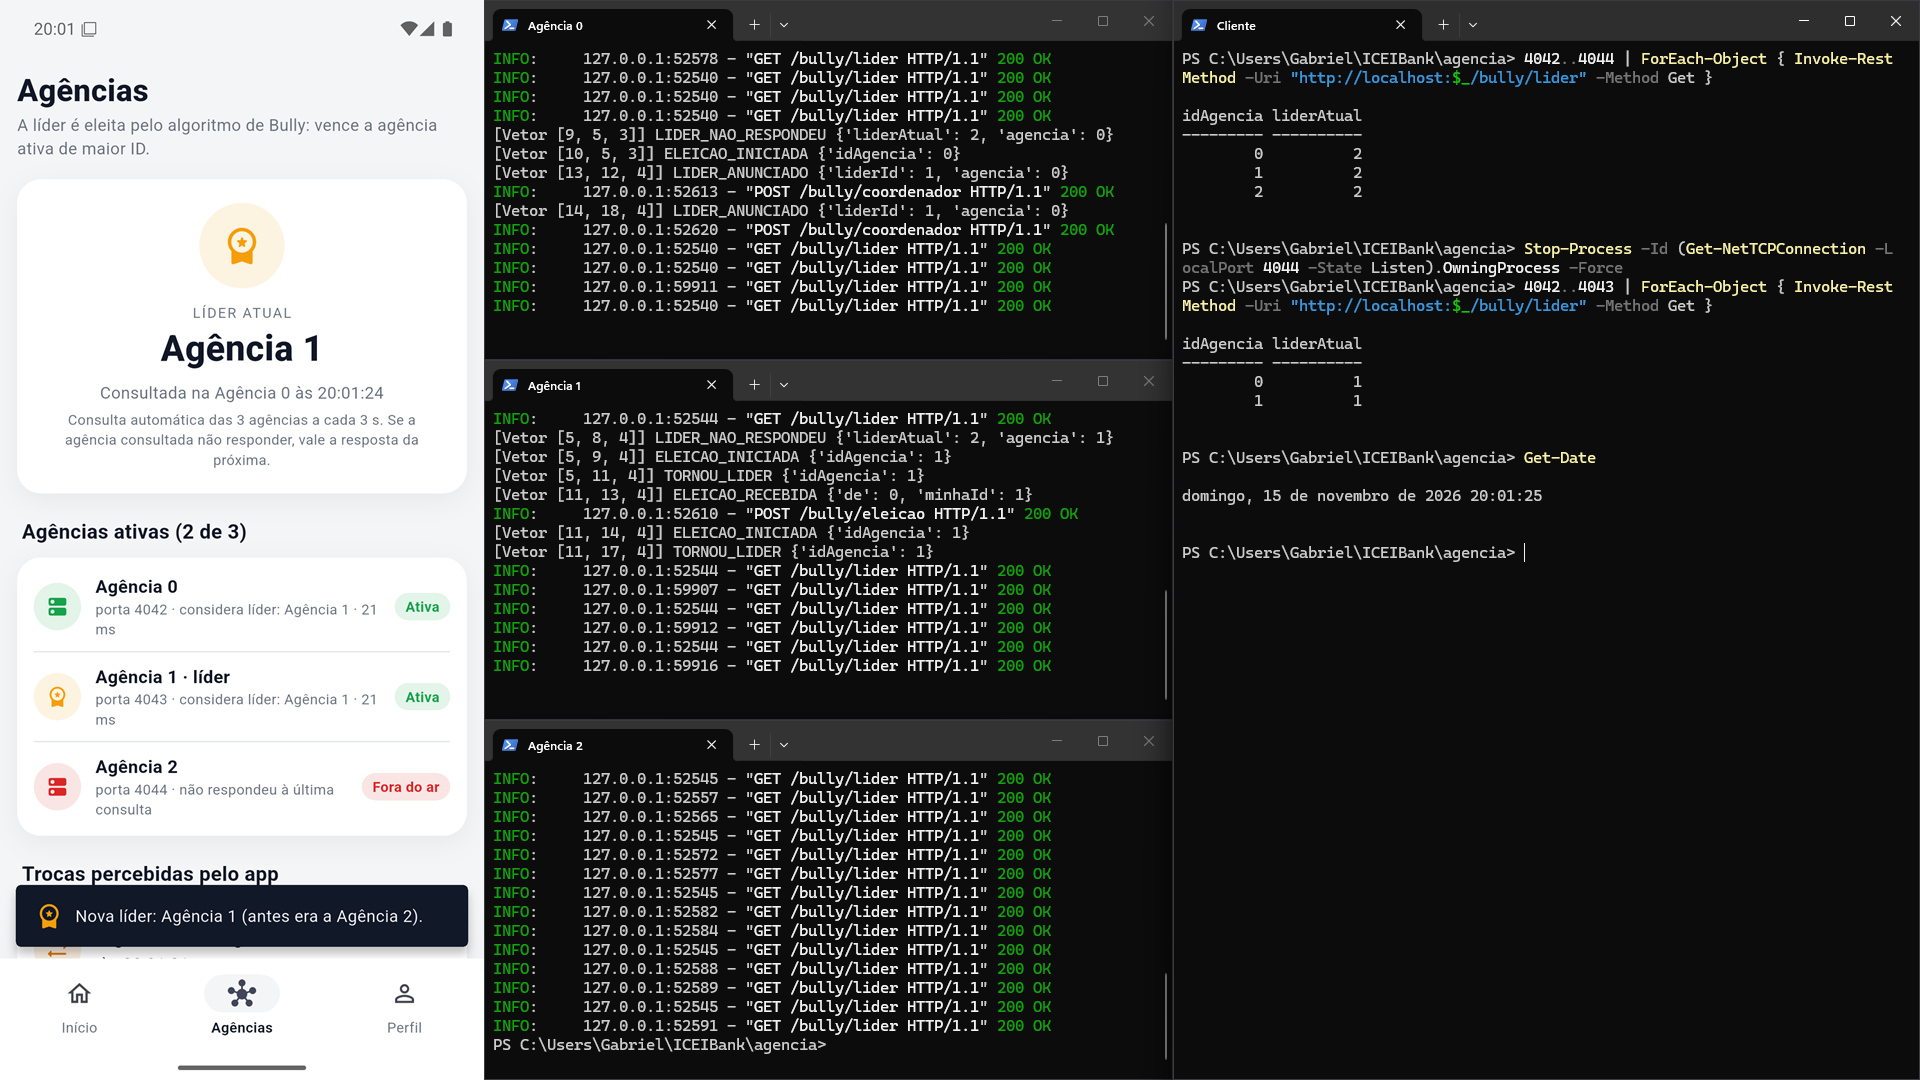 20:01
Agências
A líder é eleita pelo algoritmo de Bully: vence a agência
ativa de maior ID.
LÍDER ATUAL
Agência 1
Consultada na Agência 0 às 20:01:24
Consulta automática das 3 agências a cada 3 s. Se a
agência consultada não responder, vale a resposta da
próxima.
Agências ativas (2 de 3)
Agência 0
porta 4042 · considera líder: Agência 1 · 21
ms
Ativa
Agência 1 · líder
porta 4043 · considera líder: Agência 1 · 21
ms
Ativa
Agência 2
porta 4044 · não respondeu à última
consulta
Fora do ar
Trocas percebidas pelo app
Nova líder: Agência 1 (antes era a Agência 2).
Início
Agências
Perfil
Agência 0
INFO:     127.0.0.1:52578 - "GET /bully/lider HTTP/1.1" 200 OK
INFO:     127.0.0.1:52540 - "GET /bully/lider HTTP/1.1" 200 OK
INFO:     127.0.0.1:52540 - "GET /bully/lider HTTP/1.1" 200 OK
INFO:     127.0.0.1:52540 - "GET /bully/lider HTTP/1.1" 200 OK
[Vetor [9, 5, 3]] LIDER_NAO_RESPONDEU {'liderAtual': 2, 'agencia': 0}
[Vetor [10, 5, 3]] ELEICAO_INICIADA {'idAgencia': 0}
[Vetor [13, 12, 4]] LIDER_ANUNCIADO {'liderId': 1, 'agencia': 0}
INFO:     127.0.0.1:52613 - "POST /bully/coordenador HTTP/1.1" 200 OK
[Vetor [14, 18, 4]] LIDER_ANUNCIADO {'liderId': 1, 'agencia': 0}
INFO:     127.0.0.1:52620 - "POST /bully/coordenador HTTP/1.1" 200 OK
INFO:     127.0.0.1:52540 - "GET /bully/lider HTTP/1.1" 200 OK
INFO:     127.0.0.1:52540 - "GET /bully/lider HTTP/1.1" 200 OK
INFO:     127.0.0.1:59911 - "GET /bully/lider HTTP/1.1" 200 OK
INFO:     127.0.0.1:52540 - "GET /bully/lider HTTP/1.1" 200 OK
Agência 1
INFO:     127.0.0.1:52544 - "GET /bully/lider HTTP/1.1" 200 OK
[Vetor [5, 8, 4]] LIDER_NAO_RESPONDEU {'liderAtual': 2, 'agencia': 1}
[Vetor [5, 9, 4]] ELEICAO_INICIADA {'idAgencia': 1}
[Vetor [5, 11, 4]] TORNOU_LIDER {'idAgencia': 1}
[Vetor [11, 13, 4]] ELEICAO_RECEBIDA {'de': 0, 'minhaId': 1}
INFO:     127.0.0.1:52610 - "POST /bully/eleicao HTTP/1.1" 200 OK
[Vetor [11, 14, 4]] ELEICAO_INICIADA {'idAgencia': 1}
[Vetor [11, 17, 4]] TORNOU_LIDER {'idAgencia': 1}
INFO:     127.0.0.1:52544 - "GET /bully/lider HTTP/1.1" 200 OK
INFO:     127.0.0.1:59907 - "GET /bully/lider HTTP/1.1" 200 OK
INFO:     127.0.0.1:52544 - "GET /bully/lider HTTP/1.1" 200 OK
INFO:     127.0.0.1:59912 - "GET /bully/lider HTTP/1.1" 200 OK
INFO:     127.0.0.1:52544 - "GET /bully/lider HTTP/1.1" 200 OK
INFO:     127.0.0.1:59916 - "GET /bully/lider HTTP/1.1" 200 OK
Agência 2
INFO:     127.0.0.1:52545 - "GET /bully/lider HTTP/1.1" 200 OK
INFO:     127.0.0.1:52557 - "GET /bully/lider HTTP/1.1" 200 OK
INFO:     127.0.0.1:52565 - "GET /bully/lider HTTP/1.1" 200 OK
INFO:     127.0.0.1:52545 - "GET /bully/lider HTTP/1.1" 200 OK
INFO:     127.0.0.1:52572 - "GET /bully/lider HTTP/1.1" 200 OK
INFO:     127.0.0.1:52577 - "GET /bully/lider HTTP/1.1" 200 OK
INFO:     127.0.0.1:52545 - "GET /bully/lider HTTP/1.1" 200 OK
INFO:     127.0.0.1:52582 - "GET /bully/lider HTTP/1.1" 200 OK
INFO:     127.0.0.1:52584 - "GET /bully/lider HTTP/1.1" 200 OK
INFO:     127.0.0.1:52545 - "GET /bully/lider HTTP/1.1" 200 OK
INFO:     127.0.0.1:52588 - "GET /bully/lider HTTP/1.1" 200 OK
INFO:     127.0.0.1:52589 - "GET /bully/lider HTTP/1.1" 200 OK
INFO:     127.0.0.1:52545 - "GET /bully/lider HTTP/1.1" 200 OK
INFO:     127.0.0.1:52591 - "GET /bully/lider HTTP/1.1" 200 OK
PS C:\Users\Gabriel\ICEIBank\agencia>
Cliente
PS C:\Users\Gabriel\ICEIBank\agencia> 4042..4044 | ForEach-Object { Invoke-Rest
Method -Uri "http://localhost:$_/bully/lider" -Method Get }
idAgencia liderAtual
--------- ----------
0          2
1          2
2          2
PS C:\Users\Gabriel\ICEIBank\agencia> Stop-Process -Id (Get-NetTCPConnection -L
ocalPort 4044 -State Listen).OwningProcess -Force
PS C:\Users\Gabriel\ICEIBank\agencia> 4042..4043 | ForEach-Object { Invoke-Rest
Method -Uri "http://localhost:$_/bully/lider" -Method Get }
idAgencia liderAtual
--------- ----------
0          1
1          1
PS C:\Users\Gabriel\ICEIBank\agencia> Get-Date
domingo, 15 de novembro de 2026 20:01:25
PS C:\Users\Gabriel\ICEIBank\agencia>